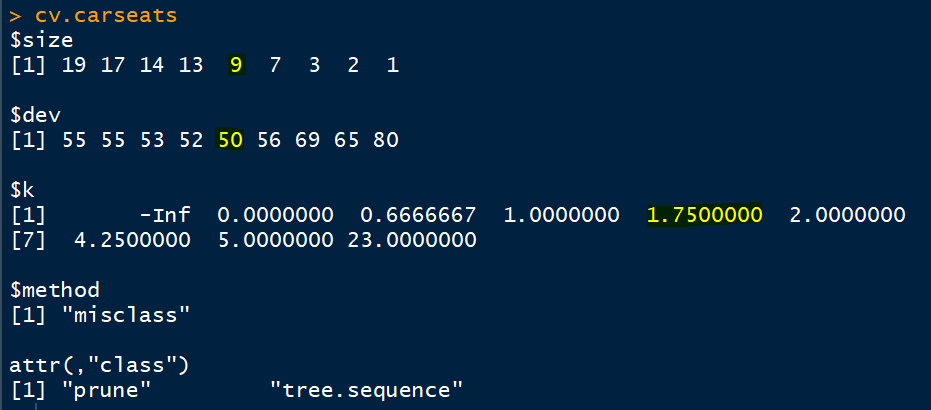 > cv.carseats
$size
[1] 19 17 14 13  9  7  3  2  1
$dev
[1] 55 55 53 52 50 56 69 65 80
$k
[1]       -Inf  0.0000000  0.6666667  1.0000000  1.7500000  2.0000000
[7]  4.2500000  5.0000000 23.0000000
$method
[1] "misclass"
attr(,"class")
[1] "prune"         "tree.sequence"